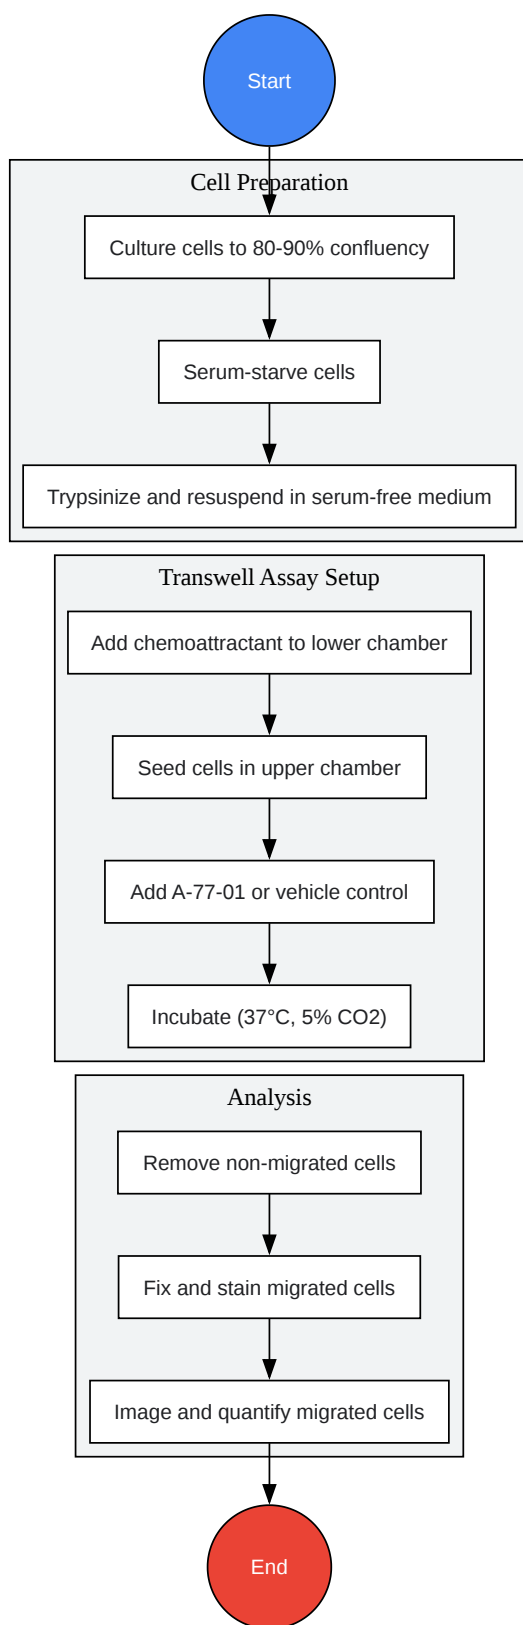 Start
Cell Preparation
Culture cells to 80-90% confluency
Serum-starve cells
Trypsinize and resuspend in serum-free medium
Transwell Assay Setup
Add chemoattractant to lower chamber
Seed cells in upper chamber
Add A-77-01 or vehicle control
Incubate (37°C, 5% CO2)
Analysis
Remove non-migrated cells
Fix and stain migrated cells
Image and quantify migrated cells
End